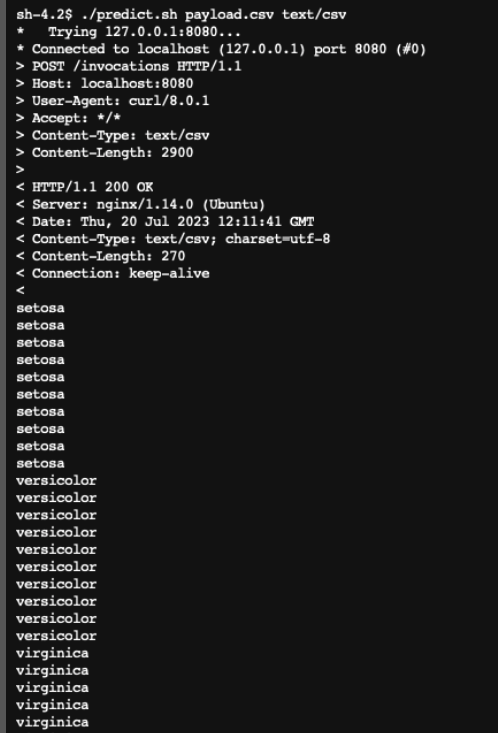 sh-4.2$ ./predict.sh payload.csv text/csv
*   Trying 127.0.0.1:8080...
* Connected to localhost (127.0.0.1) port 8080 (#0)
> POST /invocations HTTP/1.1
> Host: localhost:8080
> User-Agent: curl/8.0.1
> Accept: */*
> Content-Type: text/csv
> Content-Length: 2900
>
< HTTP/1.1 200 OK
< Server: nginx/1.14.0 (Ubuntu)
< Date: Thu, 20 Jul 2023 12:11:41 GMT
< Content-Type: text/csv; charset=utf-8
< Content-Length: 270
< Connection: keep-alive
<
setosa
setosa
setosa
setosa
setosa
setosa
setosa
setosa
setosa
setosa
versicolor
versicolor
versicolor
versicolor
versicolor
versicolor
versicolor
versicolor
versicolor
versicolor
virginica
virginica
virginica
virginica
virginica